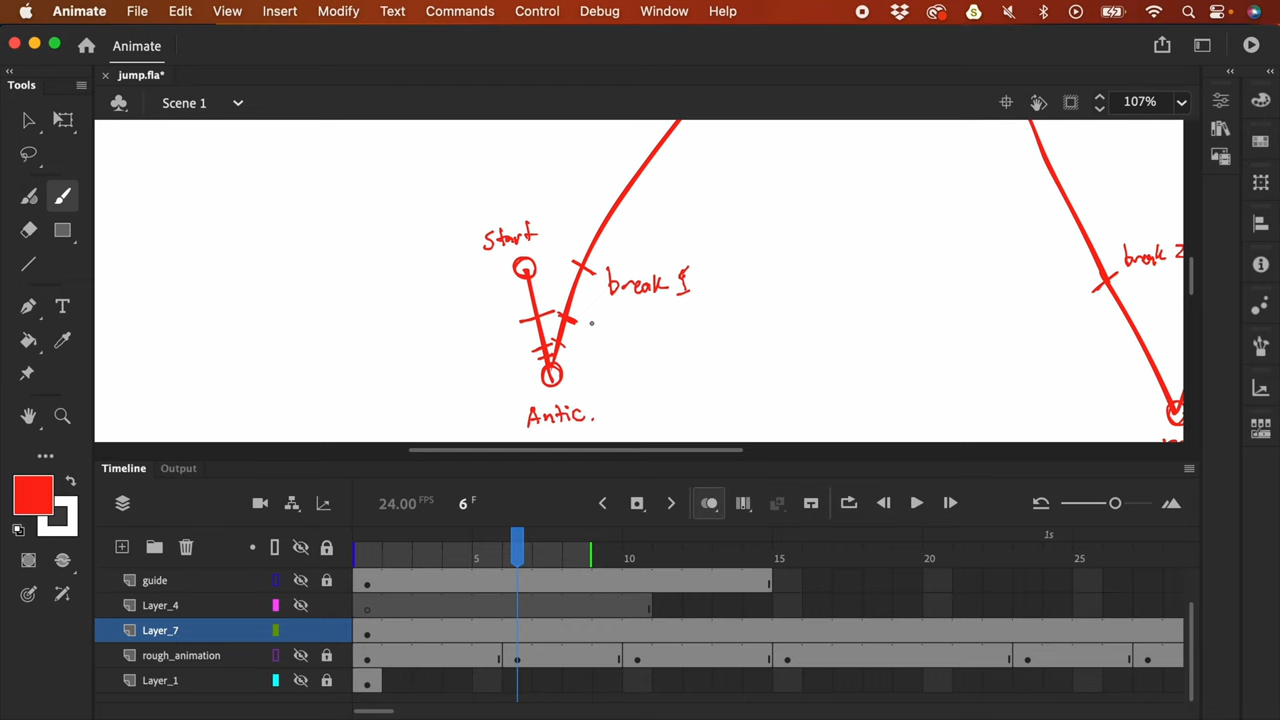 Animate File Edit View Insert Modify Text Commands Control Debug Window Help
Animate
jump.fla*
Tools
Scene 1
107%
Start
break 1
break 2
Antic.
Timeline Output
24.00 FPS 6 F
1s
5 10 15 20 25
guide
Layer_4
Layer_7
rough_animation
Layer_1